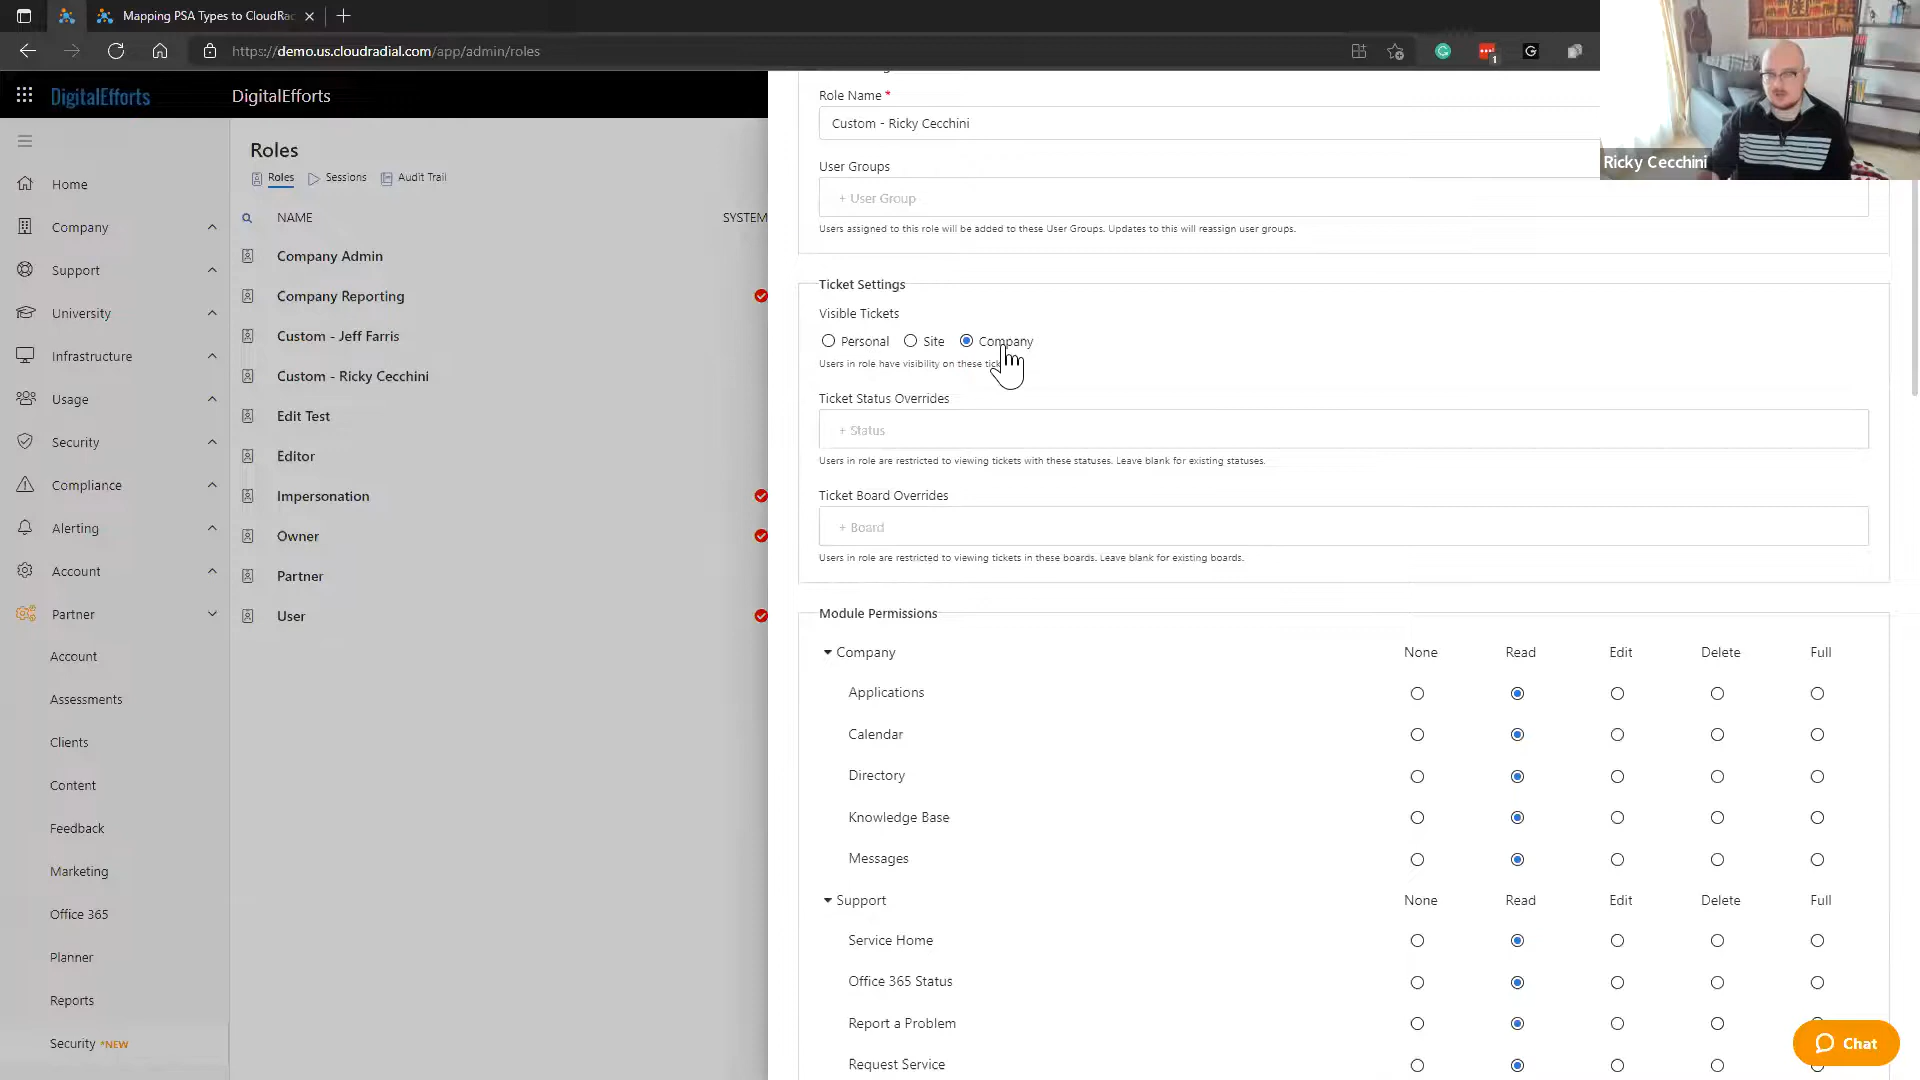 Mapping PSA Types to CloudRac
https://demo.us.cloudradial.com/app/admin/roles
1
DigitalEfforts
DigitalEfforts
Home
Company
Support
University
Infrastructure
Usage
Security
Compliance
Alerting
Account
Partner
Account
Assessments
Clients
Content
Feedback
Marketing
Office 365
Planner
Reports
Security *NEW
Roles
Roles
Sessions
Audit Trail
NAME
SYSTEM
Company Admin
Company Reporting
Custom - Jeff Farris
Custom - Ricky Cecchini
Edit Test
Editor
Impersonation
Owner
Partner
User
Role Name *
Custom - Ricky Cecchini
User Groups
+ User Group
Users assigned to this role will be added to these User Groups. Updates to this will reassign user groups.
Ticket Settings
Visible Tickets
Personal Site Company
Users in role have visibility on these
Ticket Status Overrides
+ Status
Users in role are restricted to viewing tickets with these statuses. Leave blank for existing statuses.
Ticket Board Overrides
+ Board
Users in role are restricted to viewing tickets in these boards. Leave blank for existing boards.
Module Permissions
Company None Read Edit Delete Full
Applications
Calendar
Directory
Knowledge Base
Messages
Support None Read Edit Delete Full
Service Home
Office 365 Status
Report a Problem
Request Service
Chat
Ricky Cecchini